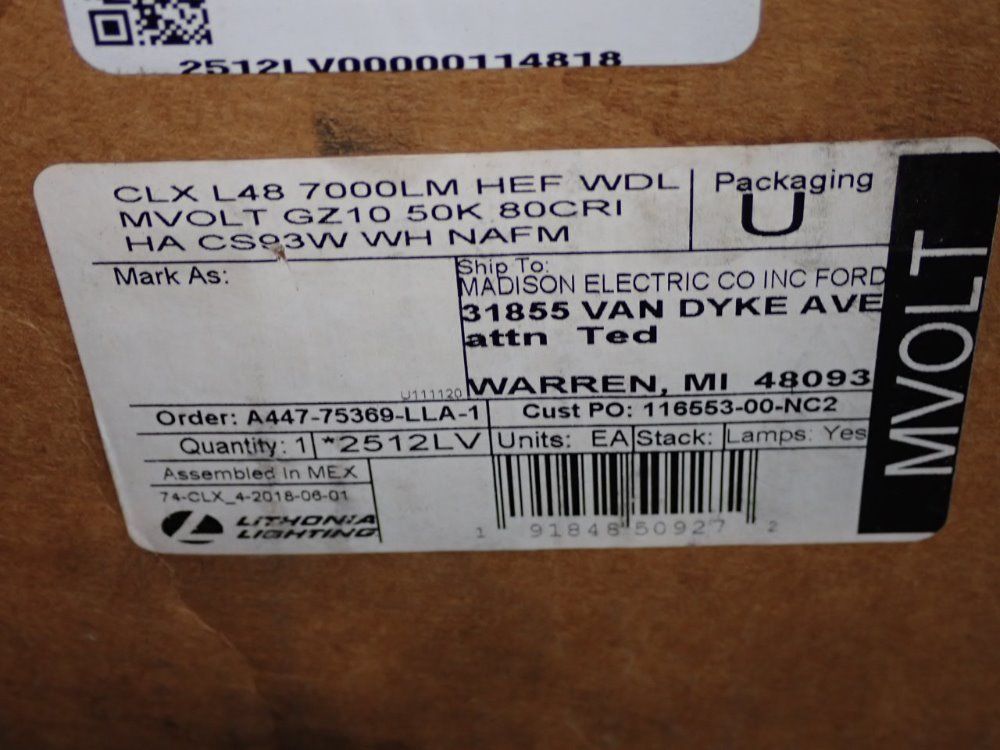 2512LV00000114818
CLX L48 7000LM HEF WDL
MVOLT GZ10 50K 80CRI
HA CS93W WH NAFM
Packaging
U
Mark As:
U111120
Ship To:
MADISON ELECTRIC CO INC FORD
31855 VAN DYKE AVE
attn Ted
WARREN, MI 48093
Order: A447-75369-LLA-1
Cust PO: 116553-00-NC2
Quantity: 1 *2512LV Units: EA Stack: Lamps: Yes
Assembled In MEX
74-CLX_4-2018-06-01
LITHONIA
LIGHTING
1 91848 50927 2
MVOLT